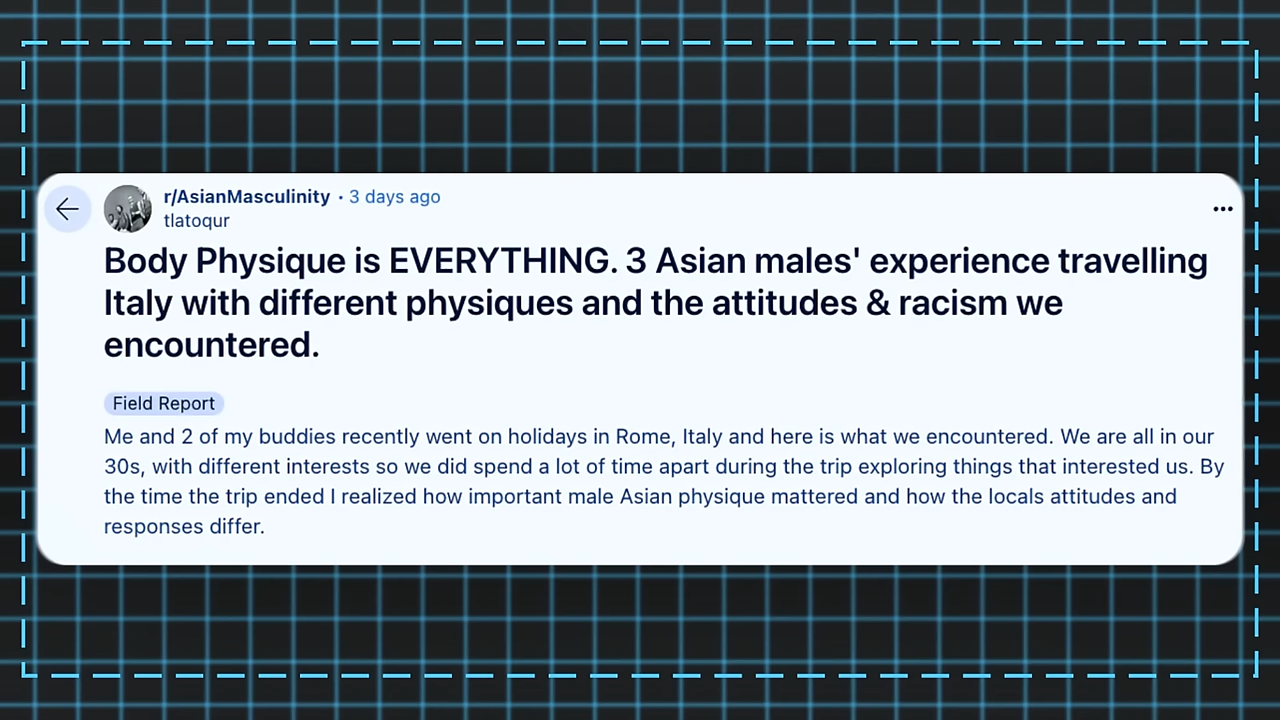 r/AsianMasculinity • 3 days ago
tlatoqur
Body Physique is EVERYTHING. 3 Asian males' experience travelling
Italy with different physiques and the attitudes & racism we
encountered.
Field Report
Me and 2 of my buddies recently went on holidays in Rome, Italy and here is what we encountered. We are all in our
30s, with different interests so we did spend a lot of time apart during the trip exploring things that interested us. By
the time the trip ended I realized how important male Asian physique mattered and how the locals attitudes and
responses differ.